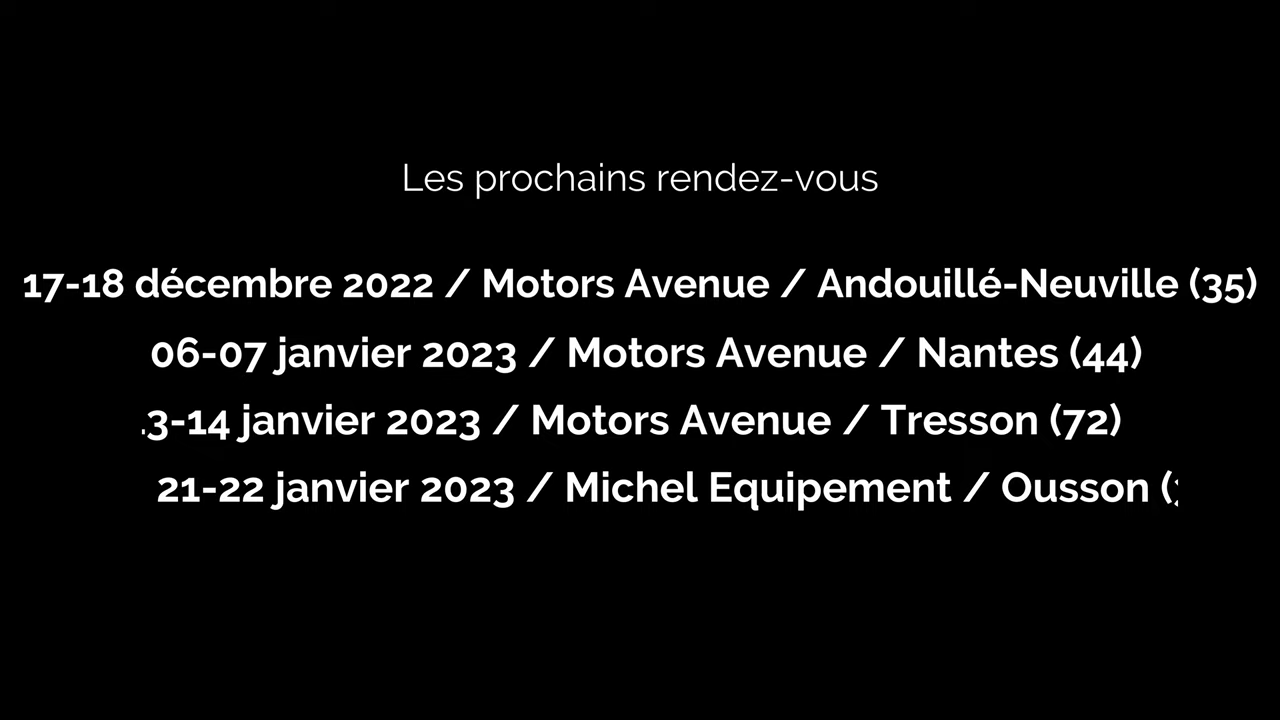 Les prochains rendez-vous
17-18 décembre 2022 / Motors Avenue / Andouillé-Neuville (35)
06-07 janvier 2023 / Motors Avenue / Nantes (44)
3-14 janvier 2023 / Motors Avenue / Tresson (72)
21-22 janvier 2023 / Michel Equipement / Ousson (